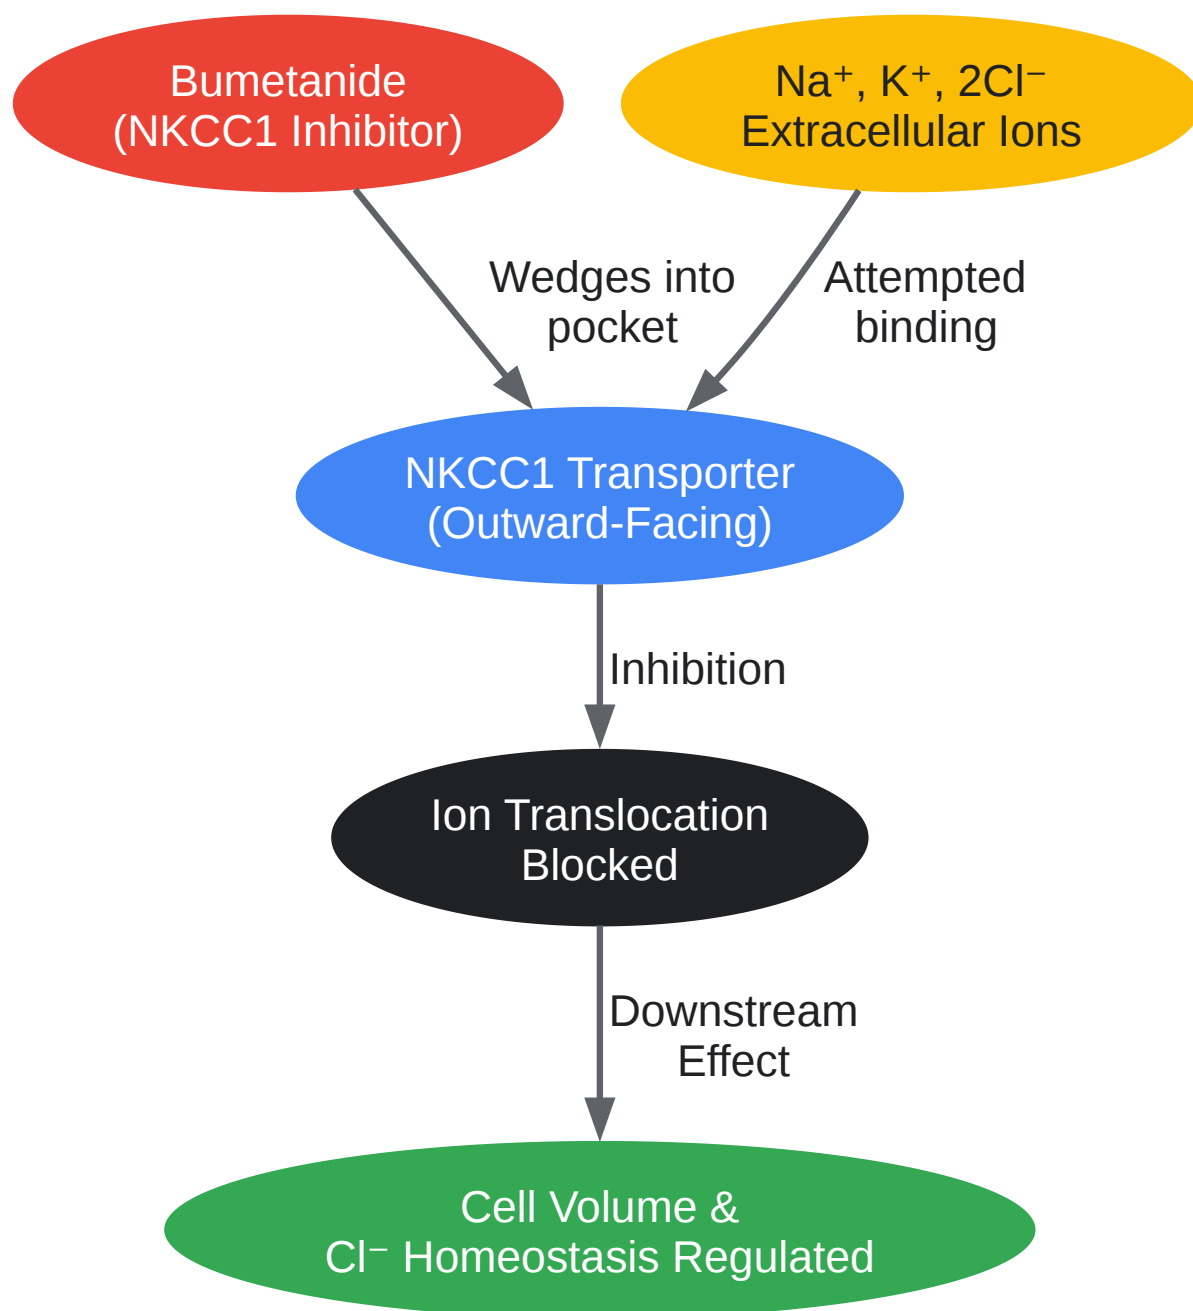 Bumetanide
(NKCC1 Inhibitor)
Na⁺, K⁺, 2Cl⁻
Extracellular Ions
Wedges into
pocket
Attempted
binding
NKCC1 Transporter
(Outward-Facing)
Inhibition
Ion Translocation
Blocked
Downstream
Effect
Cell Volume &
Cl⁻ Homeostasis Regulated